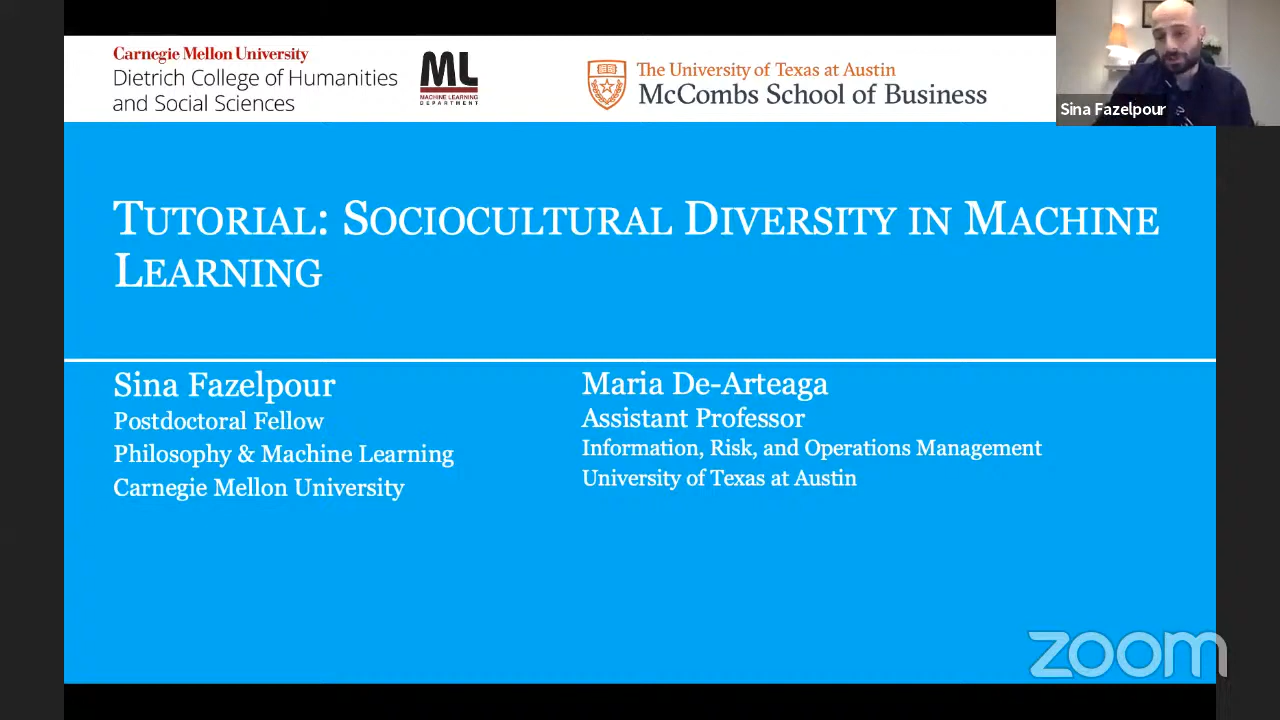 Carnegie Mellon University
Dietrich College of Humanities
and Social Sciences
ML
MACHINE LEARNING
DEPARTMENT
The University of Texas at Austin
McCombs School of Business
Sina Fazelpour
TUTORIAL: SOCIOCULTURAL DIVERSITY IN MACHINE
LEARNING
Sina Fazelpour
Postdoctoral Fellow
Philosophy & Machine Learning
Carnegie Mellon University
Maria De-Arteaga
Assistant Professor
Information, Risk, and Operations Management
University of Texas at Austin
zoom